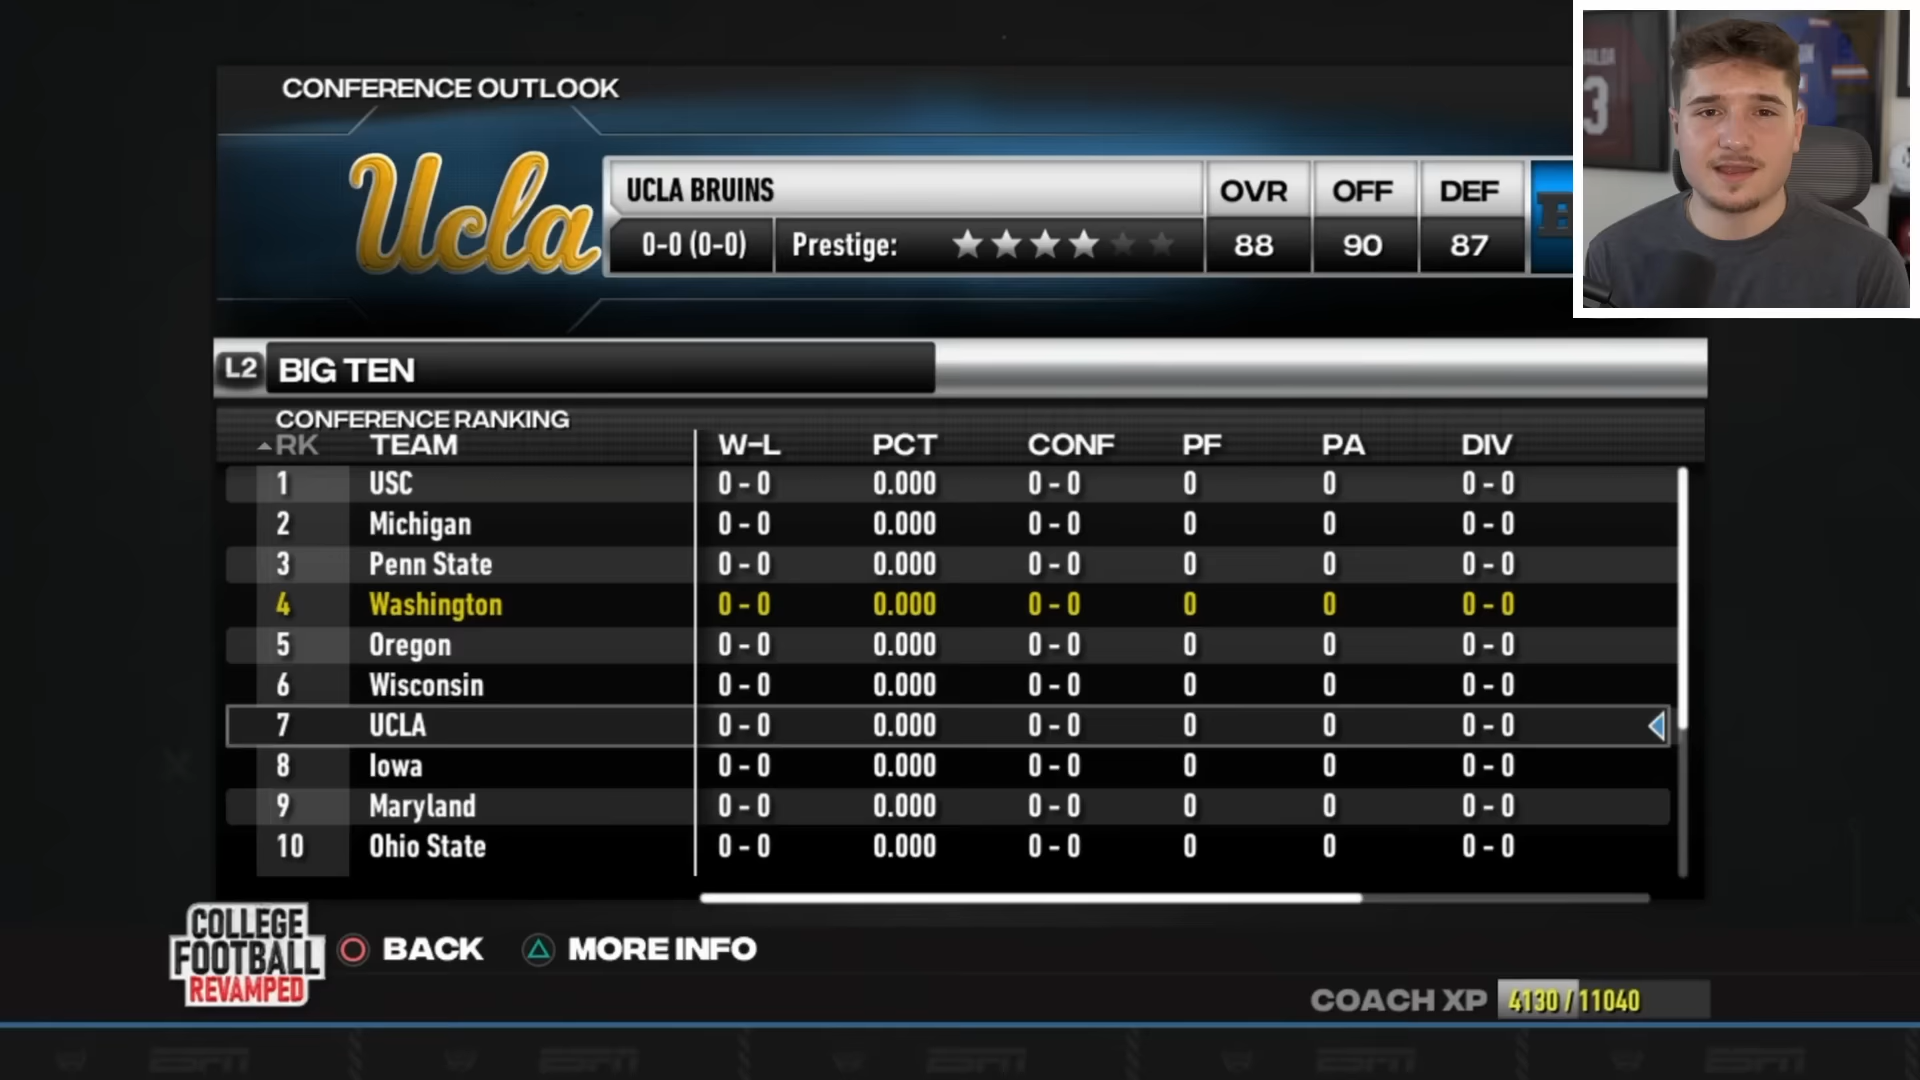 CONFERENCE OUTLOOK
Ucla
UCLA BRUINS OVR OFF DEF
0-0 (0-0) Prestige: 88 90 87
L2 BIG TEN
CONFERENCE RANKING
RK TEAM W-L PCT CONF PF PA DIV
1 USC 0 - 0 0.000 0 - 0 0 0 0 - 0
2 Michigan 0 - 0 0.000 0 - 0 0 0 0 - 0
3 Penn State 0 - 0 0.000 0 - 0 0 0 0 - 0
4 Washington 0 - 0 0.000 0 - 0 0 0 0 - 0
5 Oregon 0 - 0 0.000 0 - 0 0 0 0 - 0
6 Wisconsin 0 - 0 0.000 0 - 0 0 0 0 - 0
7 UCLA 0 - 0 0.000 0 - 0 0 0 0 - 0
8 Iowa 0 - 0 0.000 0 - 0 0 0 0 - 0
9 Maryland 0 - 0 0.000 0 - 0 0 0 0 - 0
10 Ohio State 0 - 0 0.000 0 - 0 0 0 0 - 0
COLLEGE
FOOTBALL
REVAMPED
BACK MORE INFO
COACH XP 4130 / 11040
ESPN ESPN ESPN ESPN ESPN
3